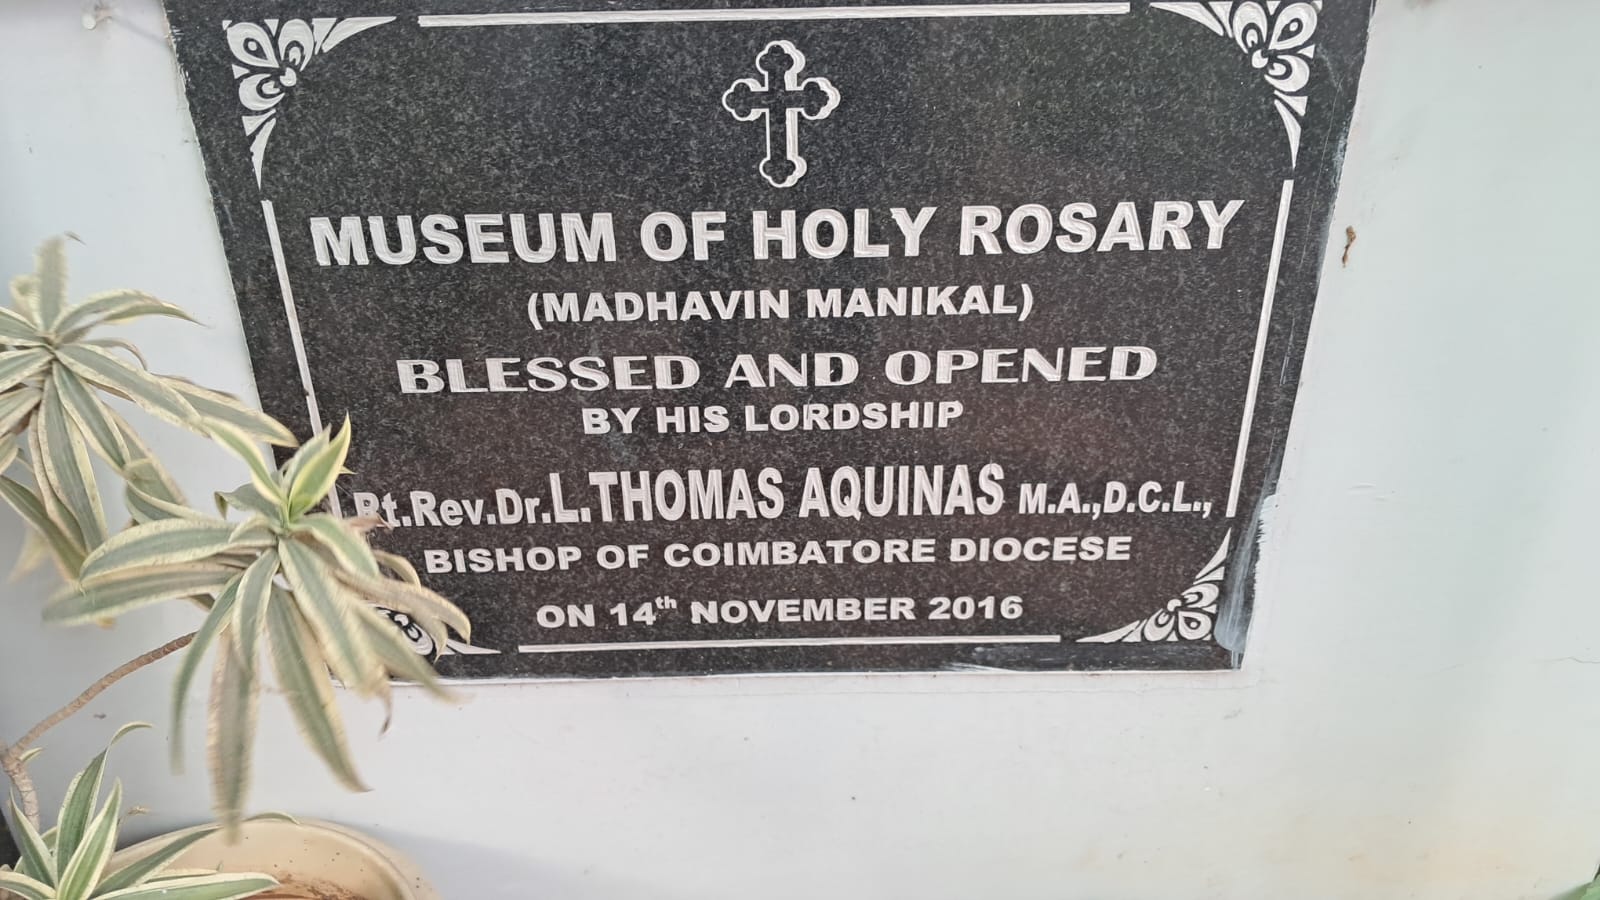 MUSEUM OF HOLY ROSARY
(MADHAVIN MANIKAL)
BLESSED AND OPENED
BY HIS LORDSHIP
Rt.Rev.Dr.L.THOMAS AQUINAS M.A.,D.C.L.,
BISHOP OF COIMBATORE DIOCESE
ON 14th NOVEMBER 2016